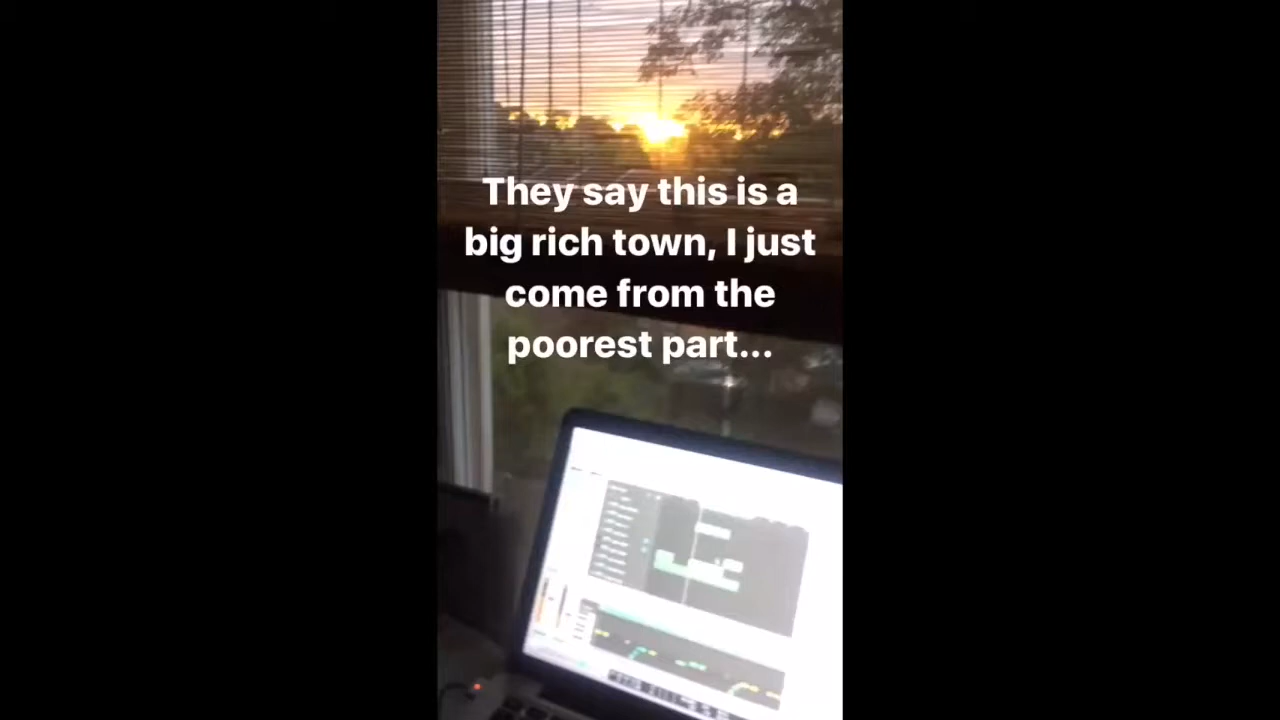 They say this is a
big rich town, I just
come from the
poorest part...